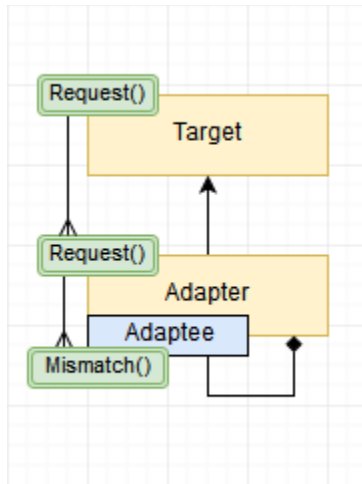 Request()
Target
Request()
Adapter
Adaptee
Mismatch()